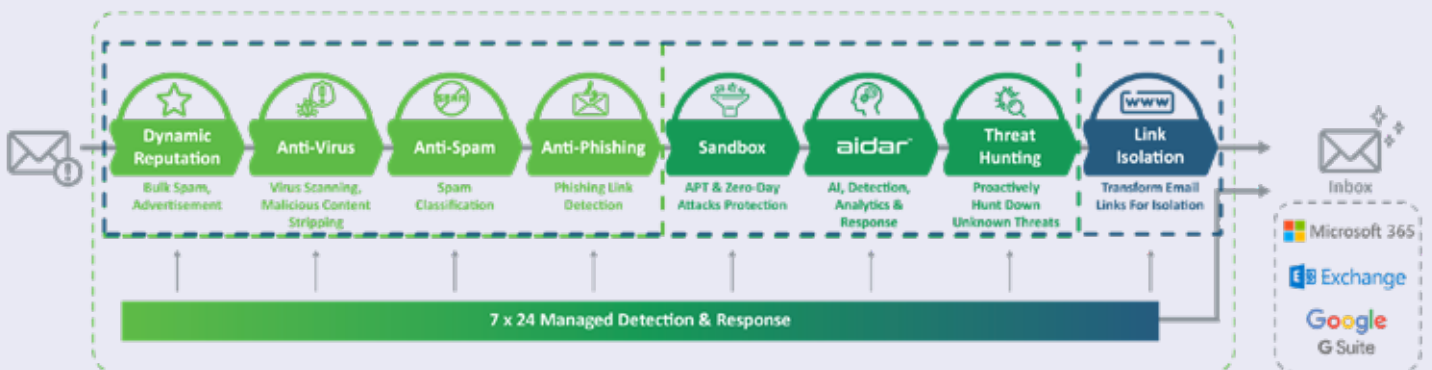 SPAM
www
Dynamic
Reputation
Anti-Virus
Anti-Spam
Anti-Phishing
Sandbox
aidar
Threat
Hunting
Link
Isolation
Bulk Spam,
Advertisement
Virus Scanning,
Malicious Content
Stripping
Spam
Classification
Phishing Link
Detection
APT & Zero-Day
Attacks Protection
AI, Detection,
Analytics &
Response
Proactively
Hunt Down
Unknown Threats
Transform Email
Links For Isolation
Inbox
Microsoft 365
Exchange
Google
G Suite
7 x 24 Managed Detection & Response